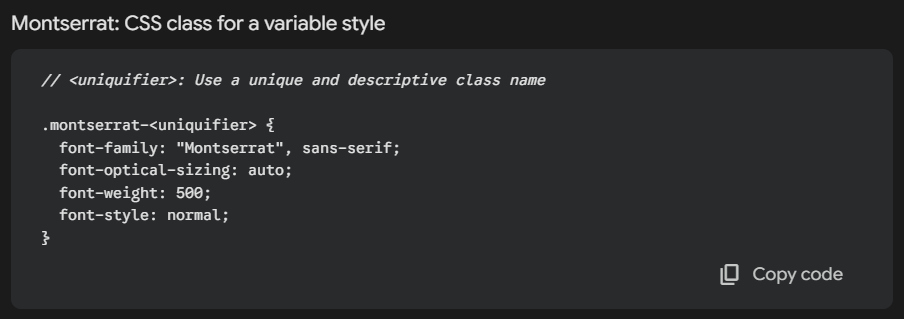 Montserrat: CSS class for a variable style
// <uniquifier>: Use a unique and descriptive class name
.montserrat-<uniquifier> {
font-family: "Montserrat", sans-serif;
font-optical-sizing: auto;
font-weight: 500;
font-style: normal;
}
Copy code